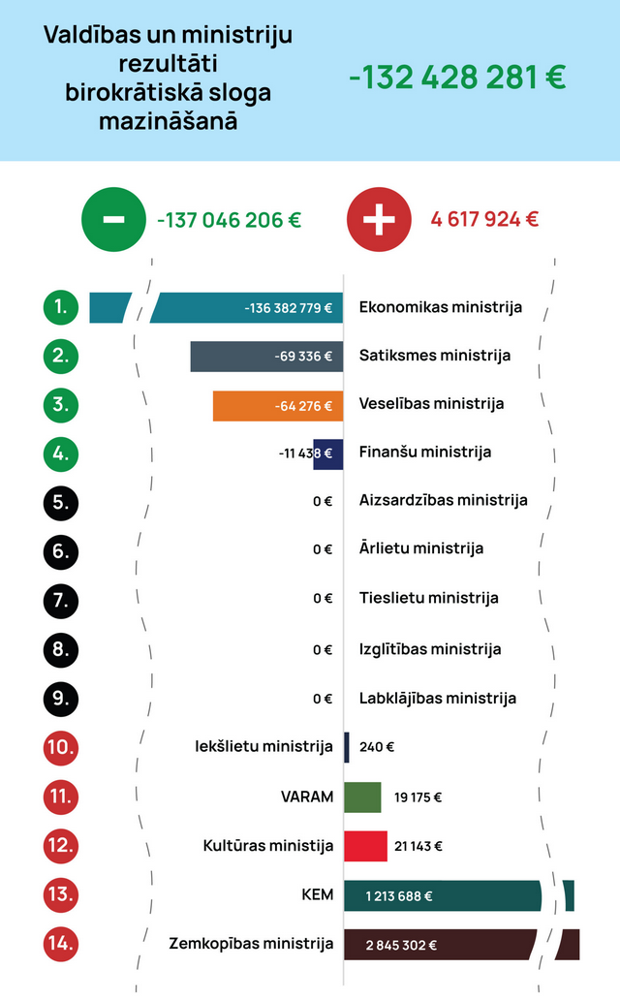 Valdības un ministriju
rezultāti
birokrātiskā sloga
mazināšanā
-132 428 281 €
-137 046 206 €
+ 4 617 924 €
1. -136 382 779 € Ekonomikas ministrija
2. -69 336 € Satiksmes ministrija
3. -64 276 € Veselības ministrija
4. -11 438 € Finanšu ministrija
5. 0 € Aizsardzības ministrija
6. 0 € Ārlietu ministrija
7. 0 € Tieslietu ministrija
8. 0 € Izglītības ministrija
9. 0 € Labklājības ministrija
10. Iekšlietu ministrija 240 €
11. VARAM 19 175 €
12. Kultūras ministija 21 143 €
13. KEM 1 213 688 €
14. Zemkopības ministrija 2 845 302 €